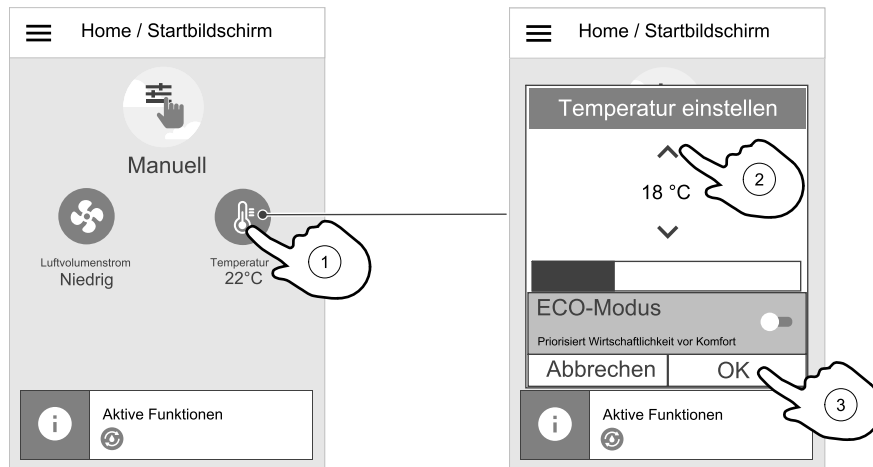 Home / Startbildschirm
Manuell
Luftvolumenstrom
Niedrig
Temperatur
22°C
1
i
Aktive Funktionen
Home / Startbildschirm
Temperatur einstellen
18 °C
2
ECO-Modus
Priorisiert Wirtschaftlichkeit vor Komfort
Abbrechen OK
3
i
Aktive Funktionen